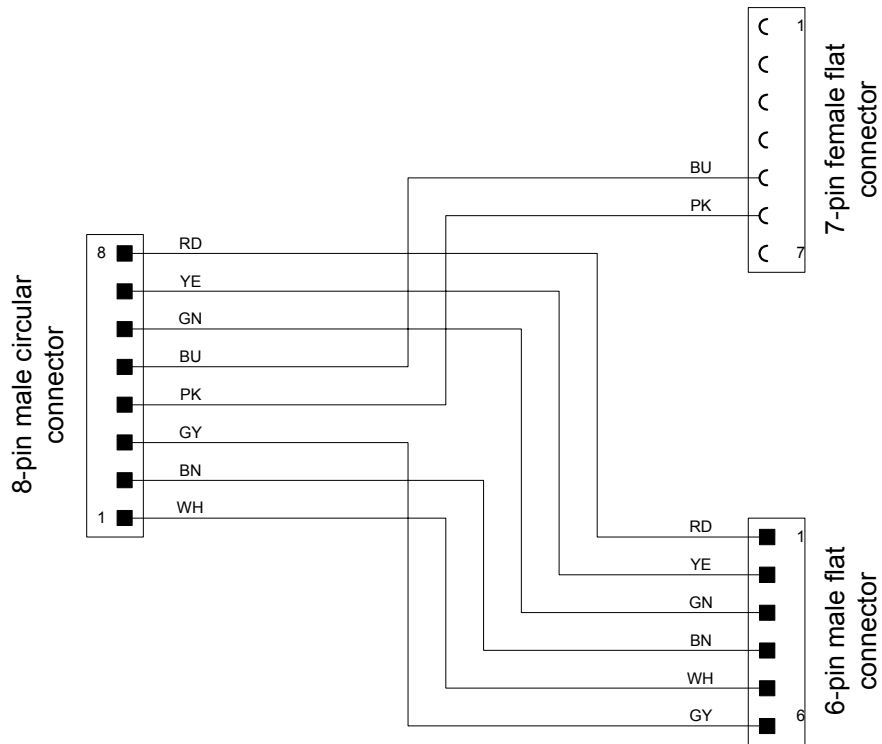 1
7
7-pin female flat
connector
BU
PK
8-pin male circular
connector
8
1
RD
YE
GN
BU
PK
GY
BN
WH
RD
YE
GN
BN
WH
GY
1
6
6-pin male flat
connector